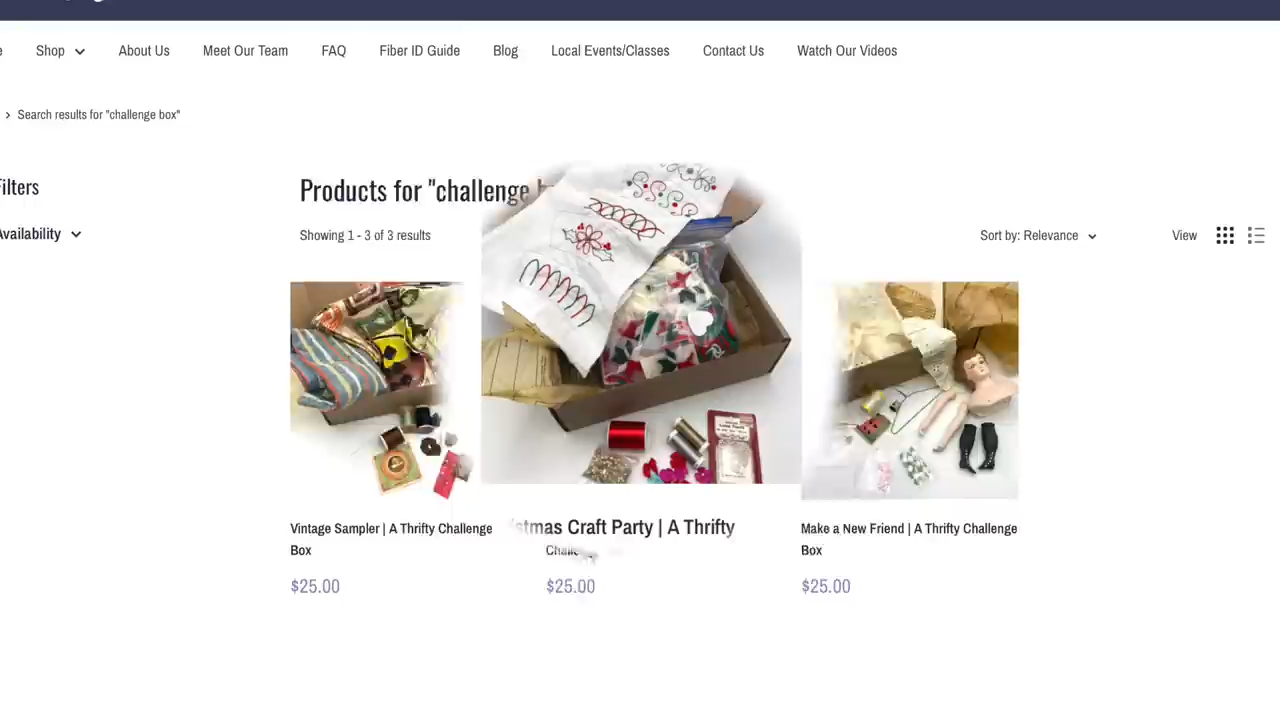 Shop About Us Meet Our Team FAQ Fiber ID Guide Blog Local Events/Classes Contact Us Watch Our Videos
Search results for "challenge box"
Filters
Products for "challenge
Availability
Showing 1 - 3 of 3 results
Sort by: Relevance
View
Vintage Sampler | A Thrifty Challenge
Box
$25.00
stmas Craft Party | A Thrifty
$25.00
Make a New Friend | A Thrifty Challenge
Box
$25.00